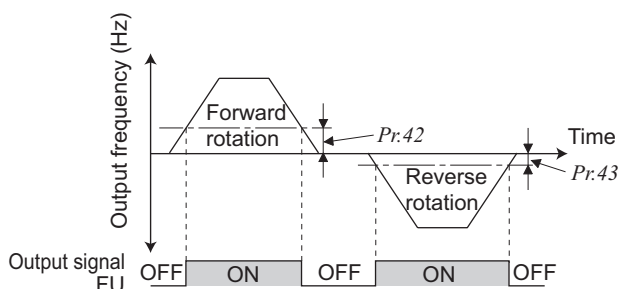 Output frequency (Hz)
Forward
rotation
Pr.42
Time
Pr.43
Reverse
rotation
Output signal
FU
OFF ON OFF ON OFF